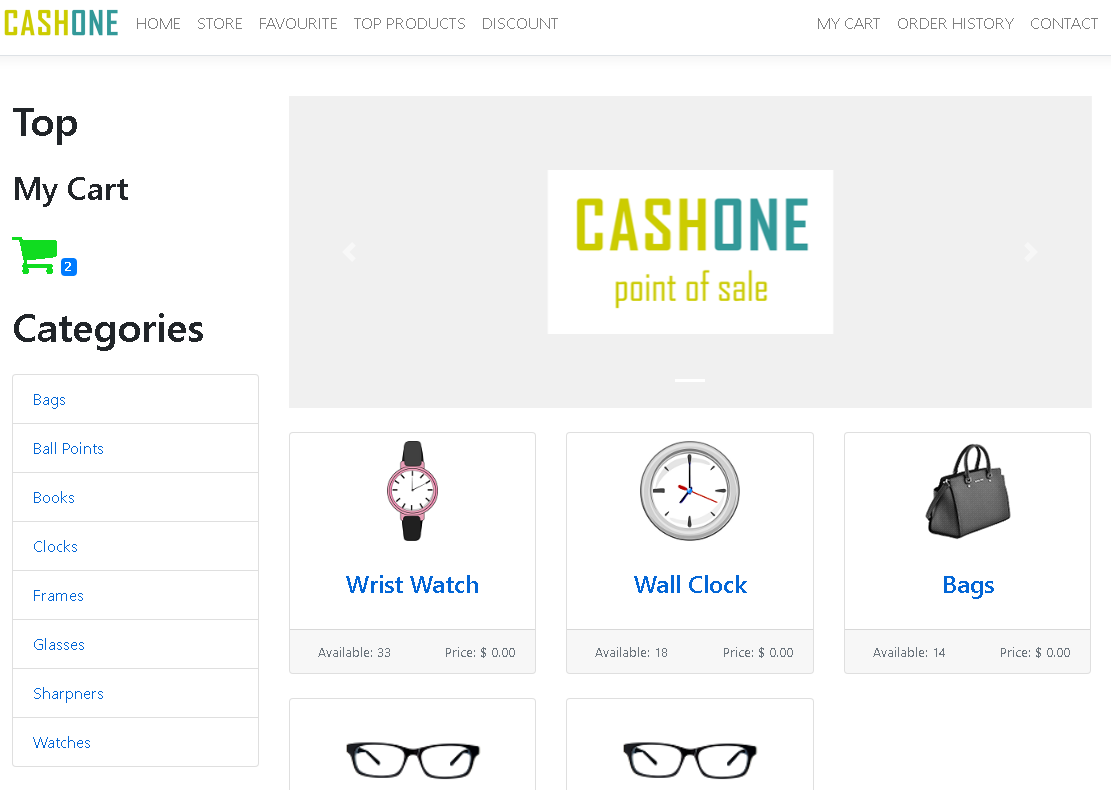 CASHONE HOME STORE FAVOURITE TOP PRODUCTS DISCOUNT MY CART ORDER HISTORY CONTACT
Top
My Cart
2
Categories
Bags
Ball Points
Books
Clocks
Frames
Glasses
Sharpners
Watches
CASHONE
point of sale
Wrist Watch
Available: 33 Price: $ 0.00
Wall Clock
Available: 18 Price: $ 0.00
Bags
Available: 14 Price: $ 0.00